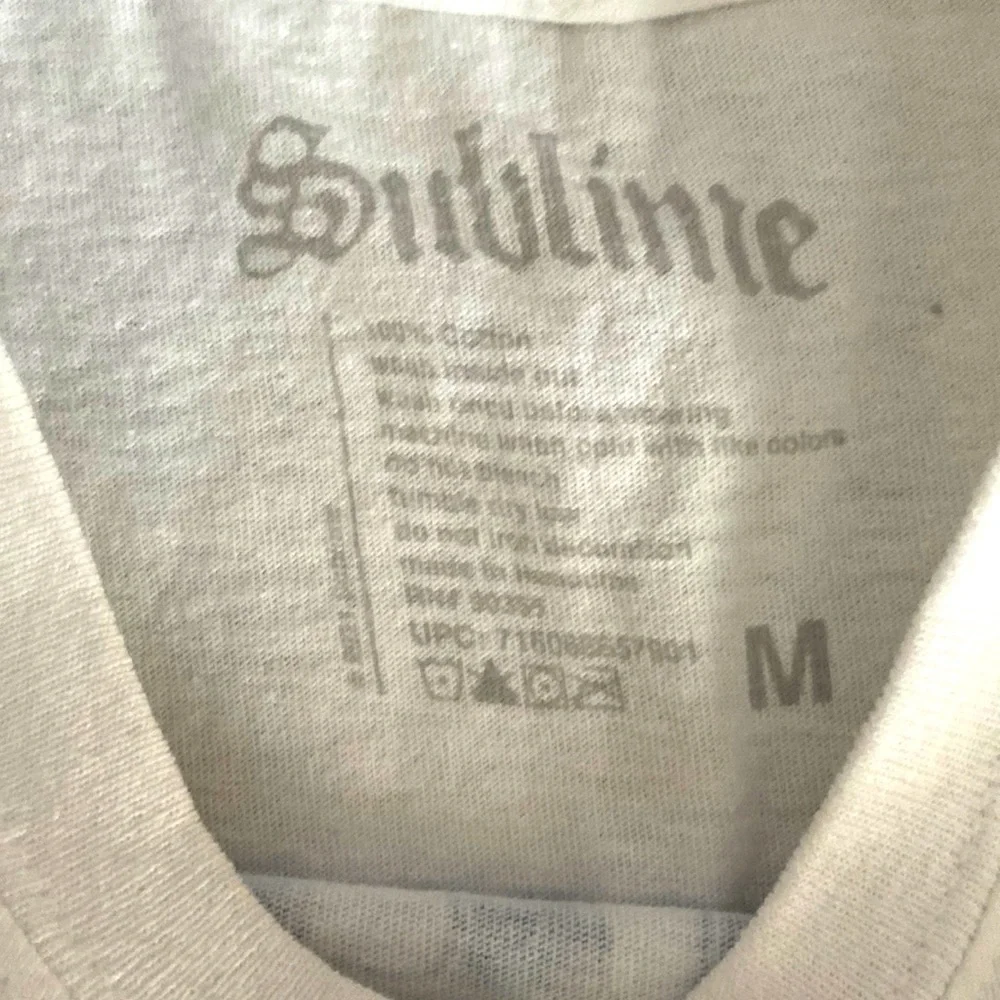 Sublime
100% Cotton
wash inside out
wash once before wearing
machine wash cold with like colors
do not bleach
tumble dry low
do not iron decoration
made in Honduras
RN#
UPC:
M